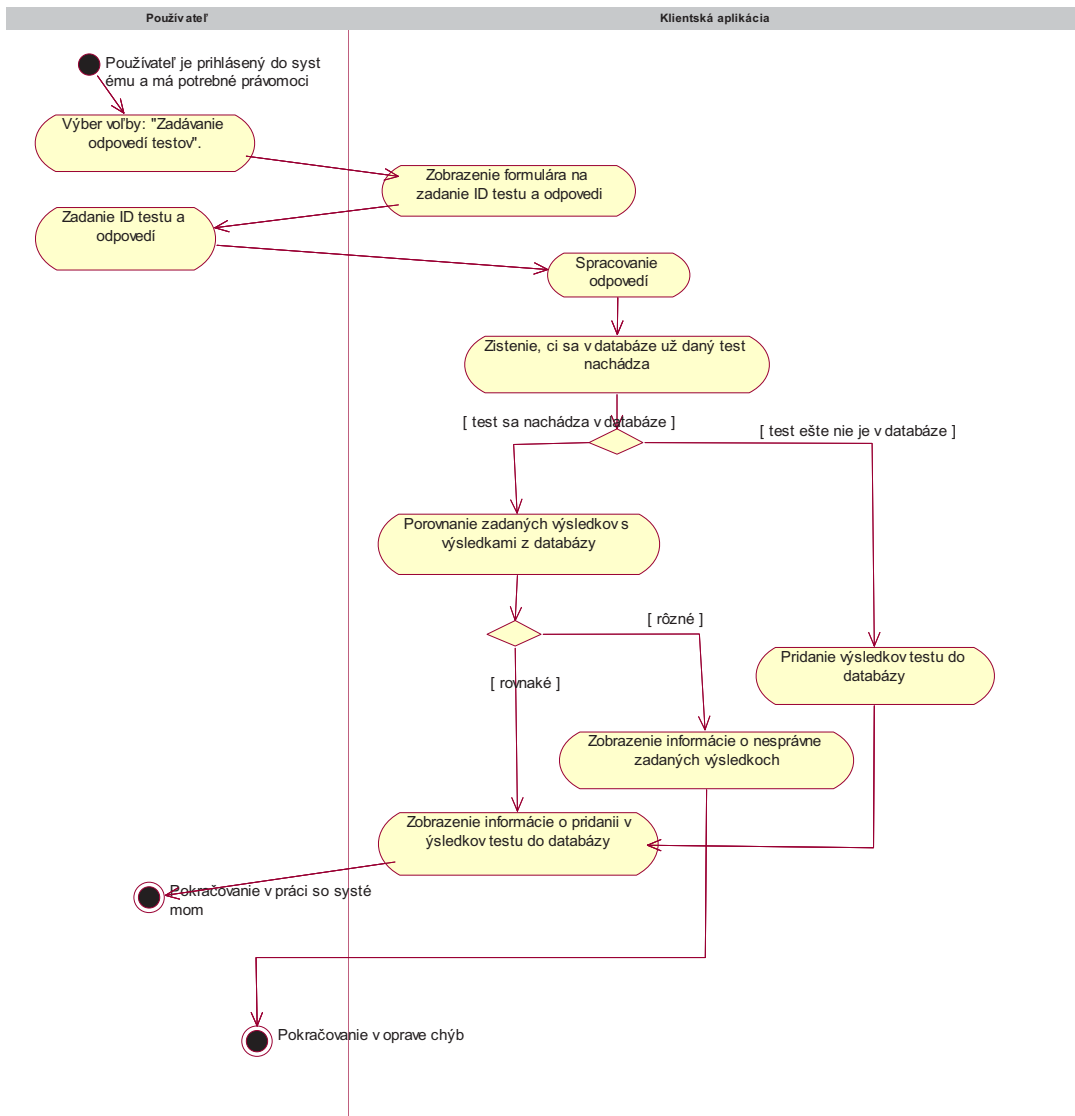 Používateľ
Klientská aplikácia
Používateľ je prihlásený do syst
ému a má potrebné právomoci
Výber voľby: "Zadávanie
odpovedí testov".
Zobrazenie formulára na
zadanie ID testu a odpovedi
Zadanie ID testu a
odpovedí
Spracovanie
odpovedí
Zistenie, ci sa v databáze už daný test
nachádza
[ test sa nachádza v databáze ]
[ test ešte nie je v databáze ]
Porovnanie zadaných výsledkov s
výsledkami z databázy
[ rôzné ]
Pridanie výsledkov testu do
databázy
[ rovnaké ]
Zobrazenie informácie o nesprávne
zadaných výsledkoch
Zobrazenie informácie o pridanii v
ýsledkov testu do databázy
Pokračovanie v práci so systé
mom
Pokračovanie v oprave chýb